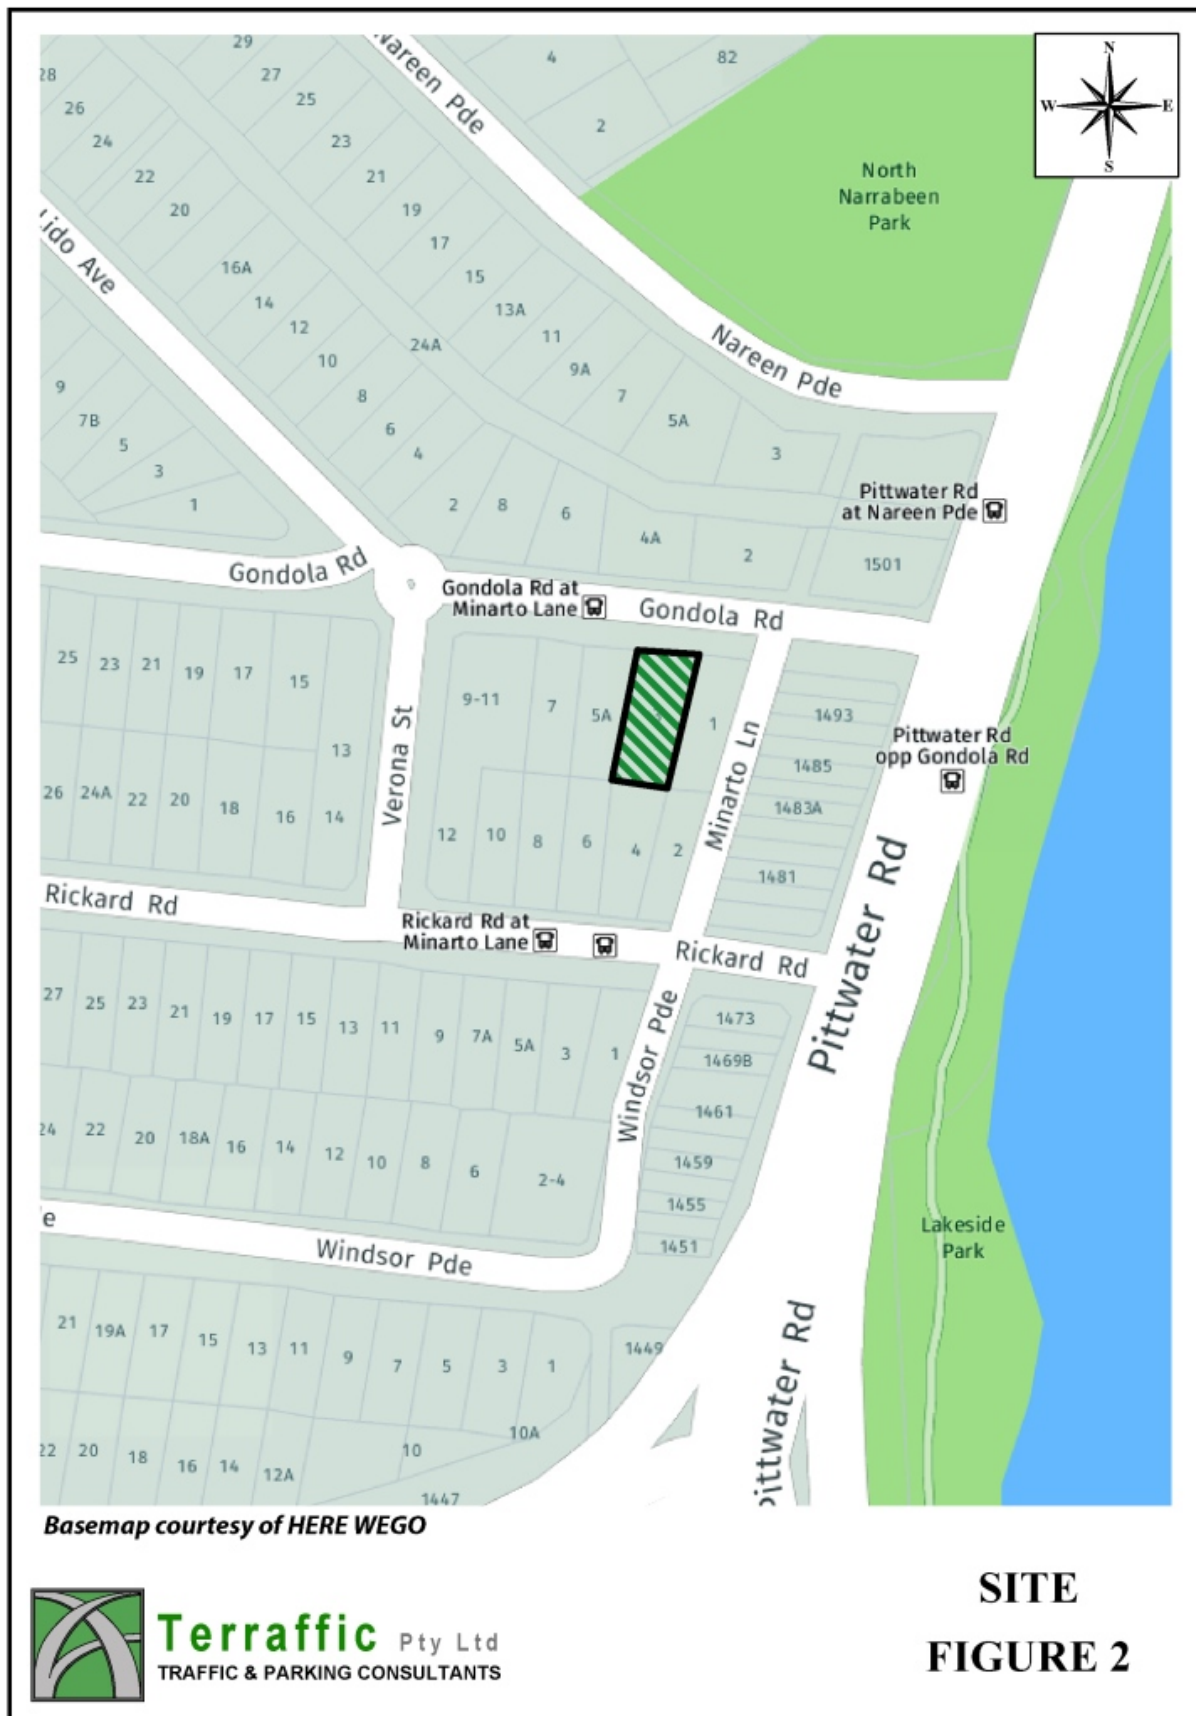 29
28
27
26
25
24
23
22
21
20
19
17
16A
15
14
13A
12
11
10
9A
8
7
6
5A
4
3
24A
4
82
2
Nareen Pde
Lido Ave
North
Narrabeen
Park
N
W
E
S
Nareen Pde
9
7B
5
3
1
2
8
6
4A
2
1501
Pittwater Rd
at Nareen Pde
Gondola Rd
Gondola Rd at
Minarto Lane
Gondola Rd
25
23
21
19
17
15
13
26
24A
22
20
18
16
14
Verona St
9-11
7
5A
1
12
10
8
6
4
2
Minarto Ln
1493
1485
1483A
1481
Pittwater Rd
opp Gondola Rd
Pittwater Rd
Rickard Rd
Rickard Rd at
Minarto Lane
Rickard Rd
27
25
23
21
19
17
15
13
11
9
7A
5A
3
1
Windsor Pde
1473
1469B
1461
1459
1455
1451
24
22
20
18A
16
14
12
10
8
6
2-4
Lakeside
Park
e
Windsor Pde
21
19A
17
15
13
11
9
7
5
3
1
1449
Pittwater Rd
22
20
18
16
14
12A
10
10A
1447
Basemap courtesy of HERE WEGO
Terraffic Pty Ltd
TRAFFIC & PARKING CONSULTANTS
SITE
FIGURE 2